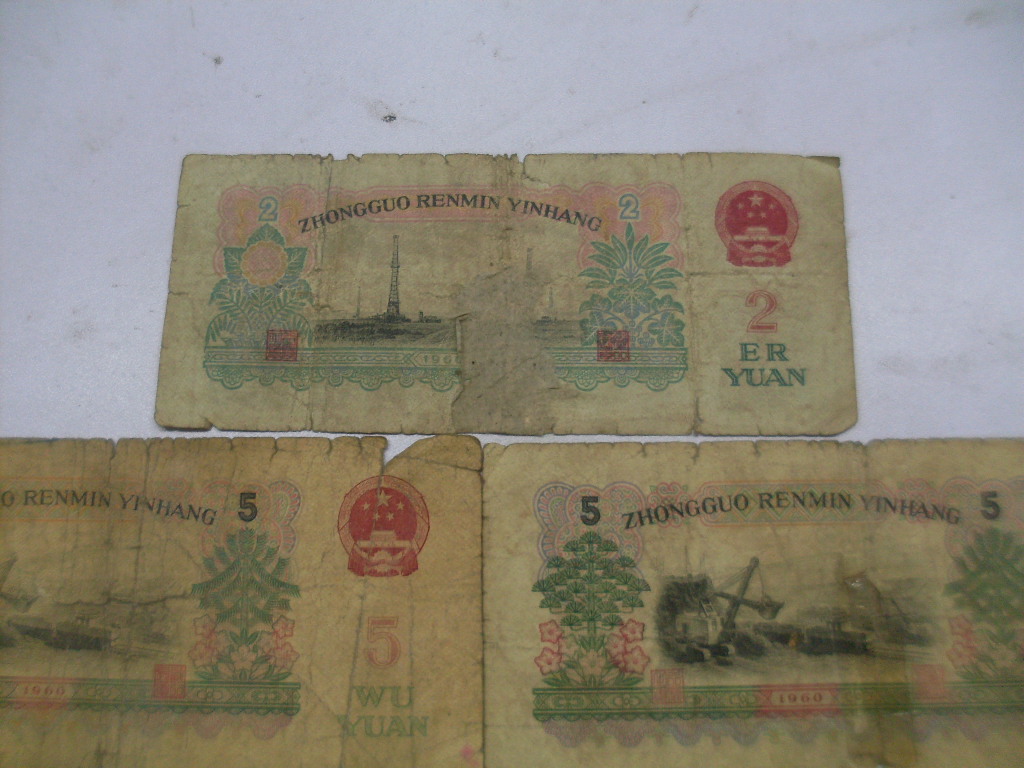 2 ZHONGGUO RENMIN YINHANG 2
2
ER
YUAN
196
O RENMIN YINHANG 5
5
WU
YUAN
1960
5 ZHONGGUO RENMIN YINHANG 5
1960